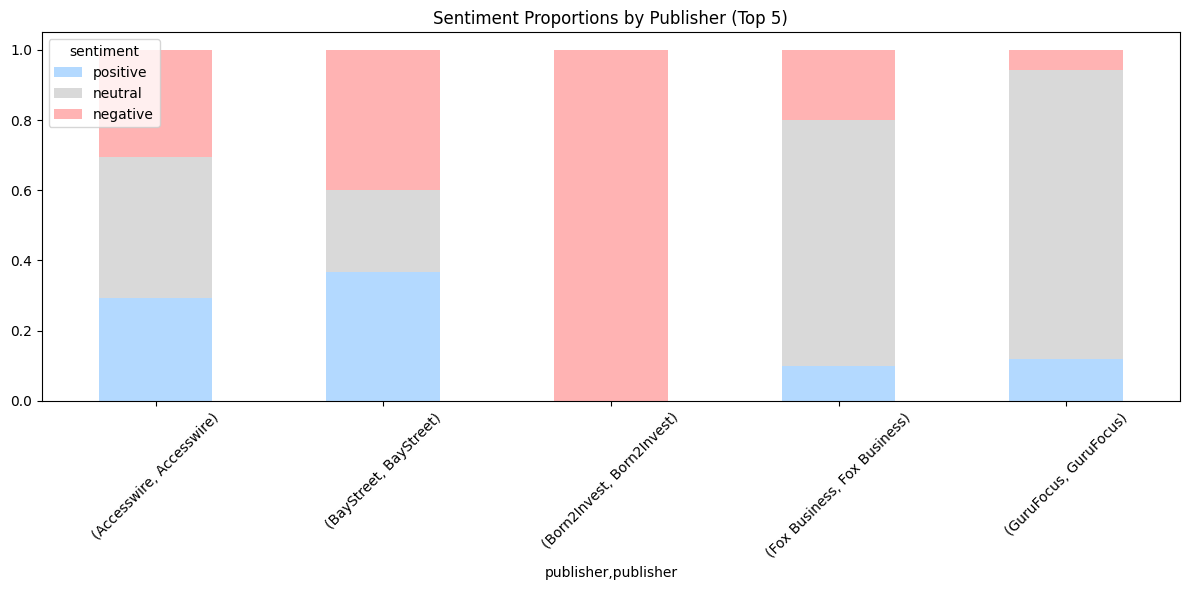 Sentiment Proportions by Publisher (Top 5)
sentiment
positive
neutral
negative
1.0
0.8
0.6
0.4
0.2
0.0
(Accesswire, Accesswire)
(BayStreet, BayStreet)
(Born2Invest, Born2Invest)
(Fox Business, Fox Business)
(GuruFocus, GuruFocus)
publisher,publisher